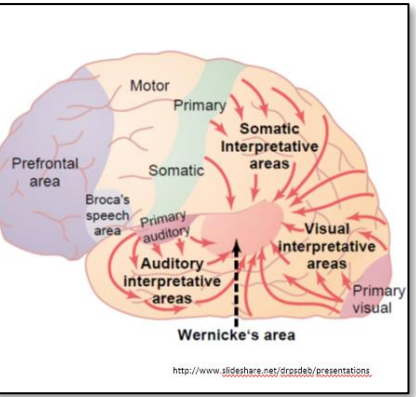 Motor
Primary
Somatic
Interpretative
areas
Prefrontal
area
Somatic
Broca's
speech
area
Primary
auditory
Visual
interpretative
areas
Auditory
interpretative
areas
Primary
visual
Wernicke's area
http://www.slideshare.net/drpsdeb/presentations